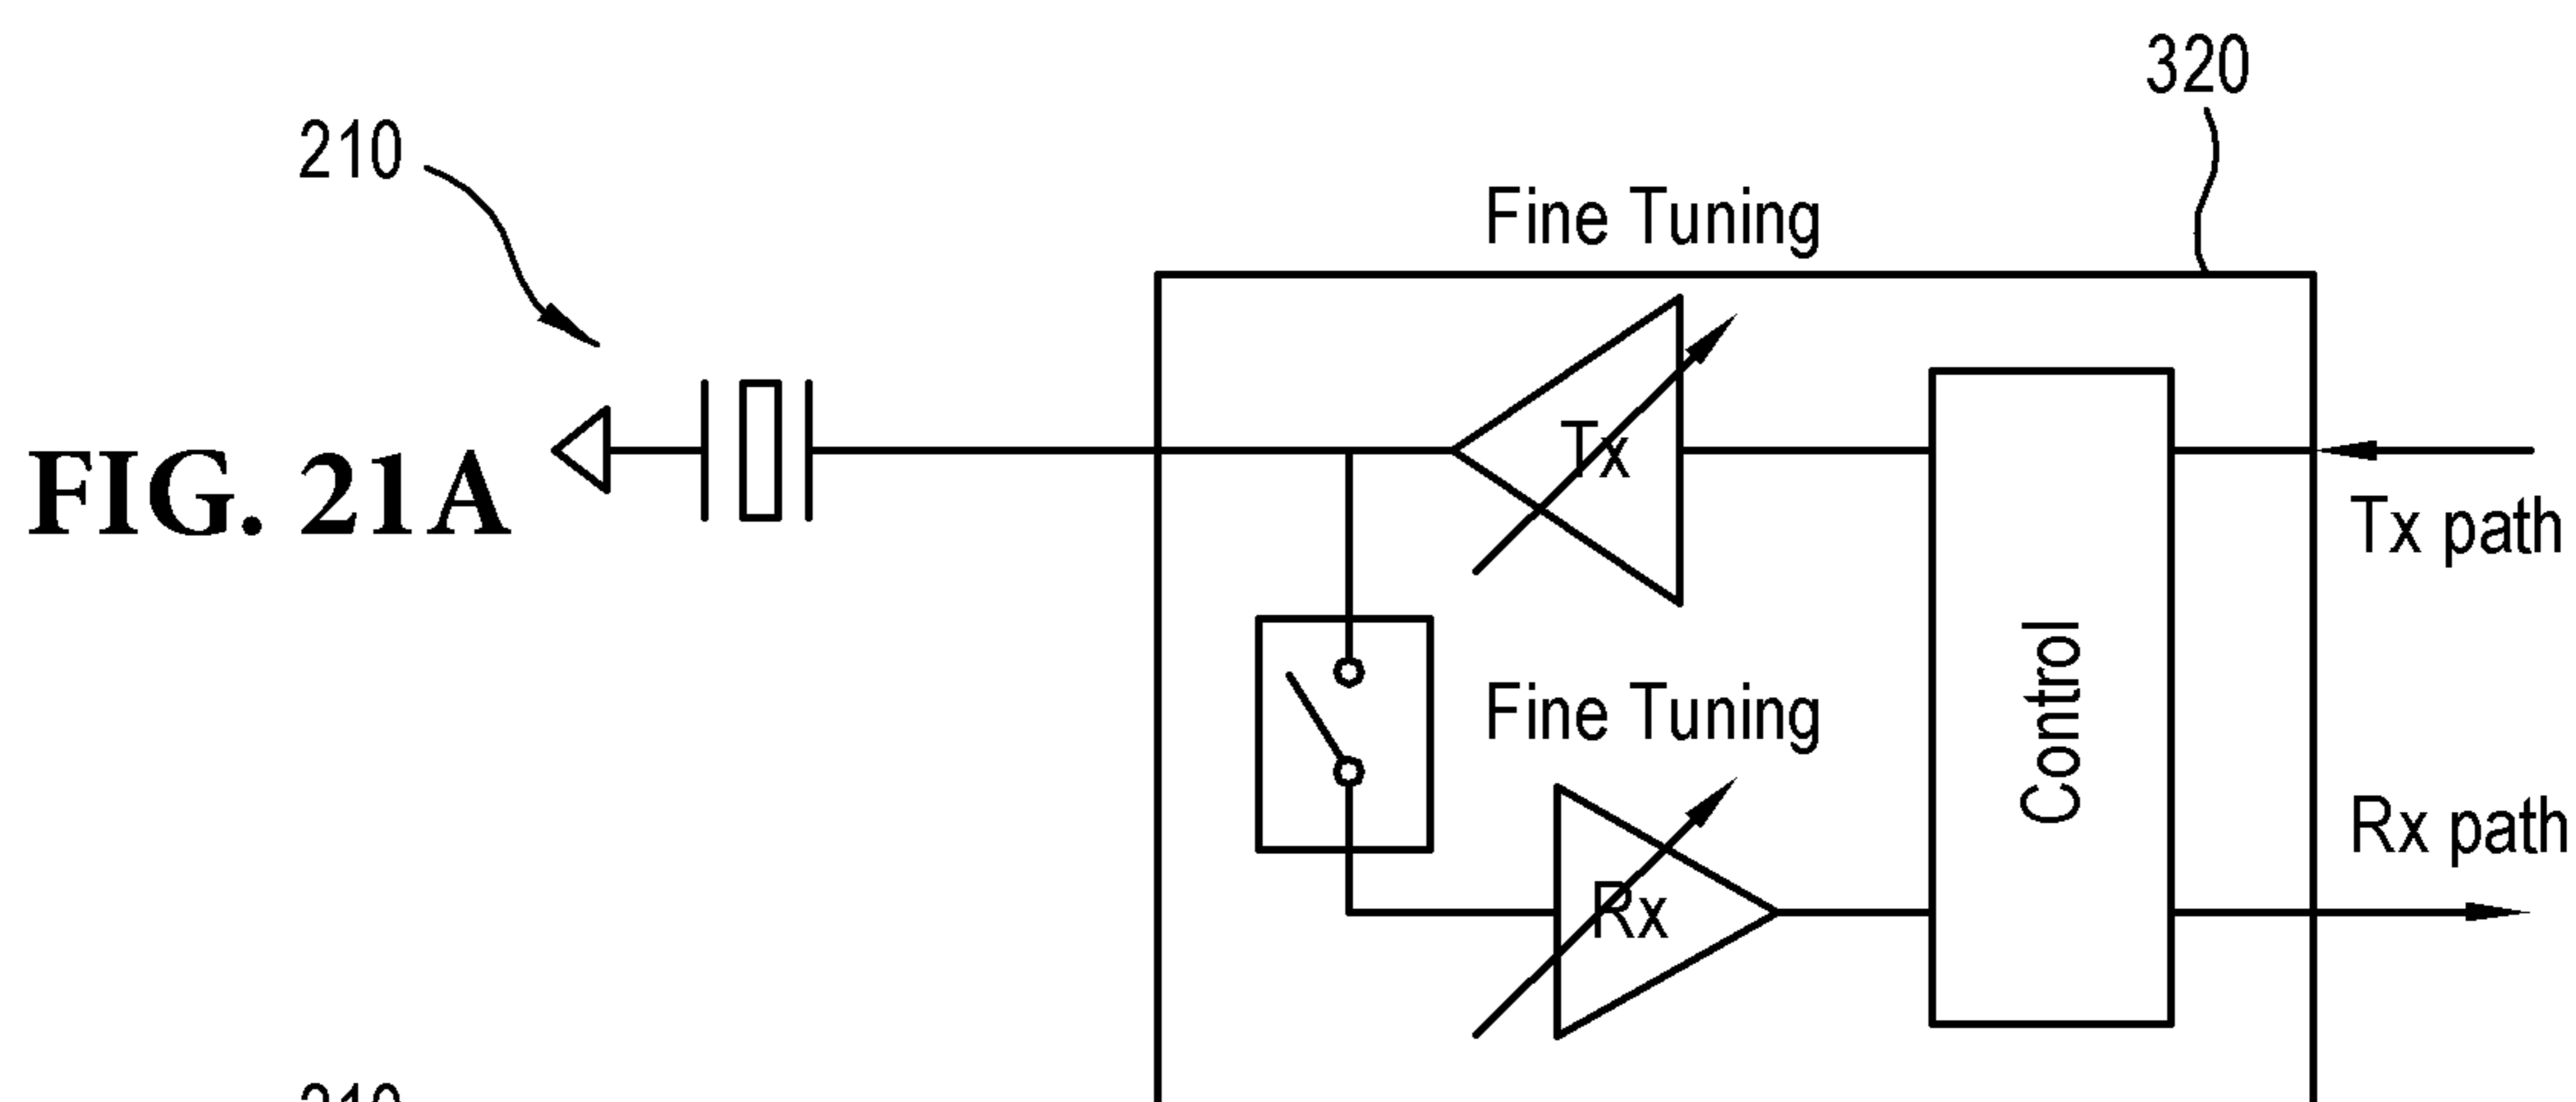 320
210
Fine Tuning
Tx
FIG. 21A
Tx path
Control
Fine Tuning
Rx path
Rx